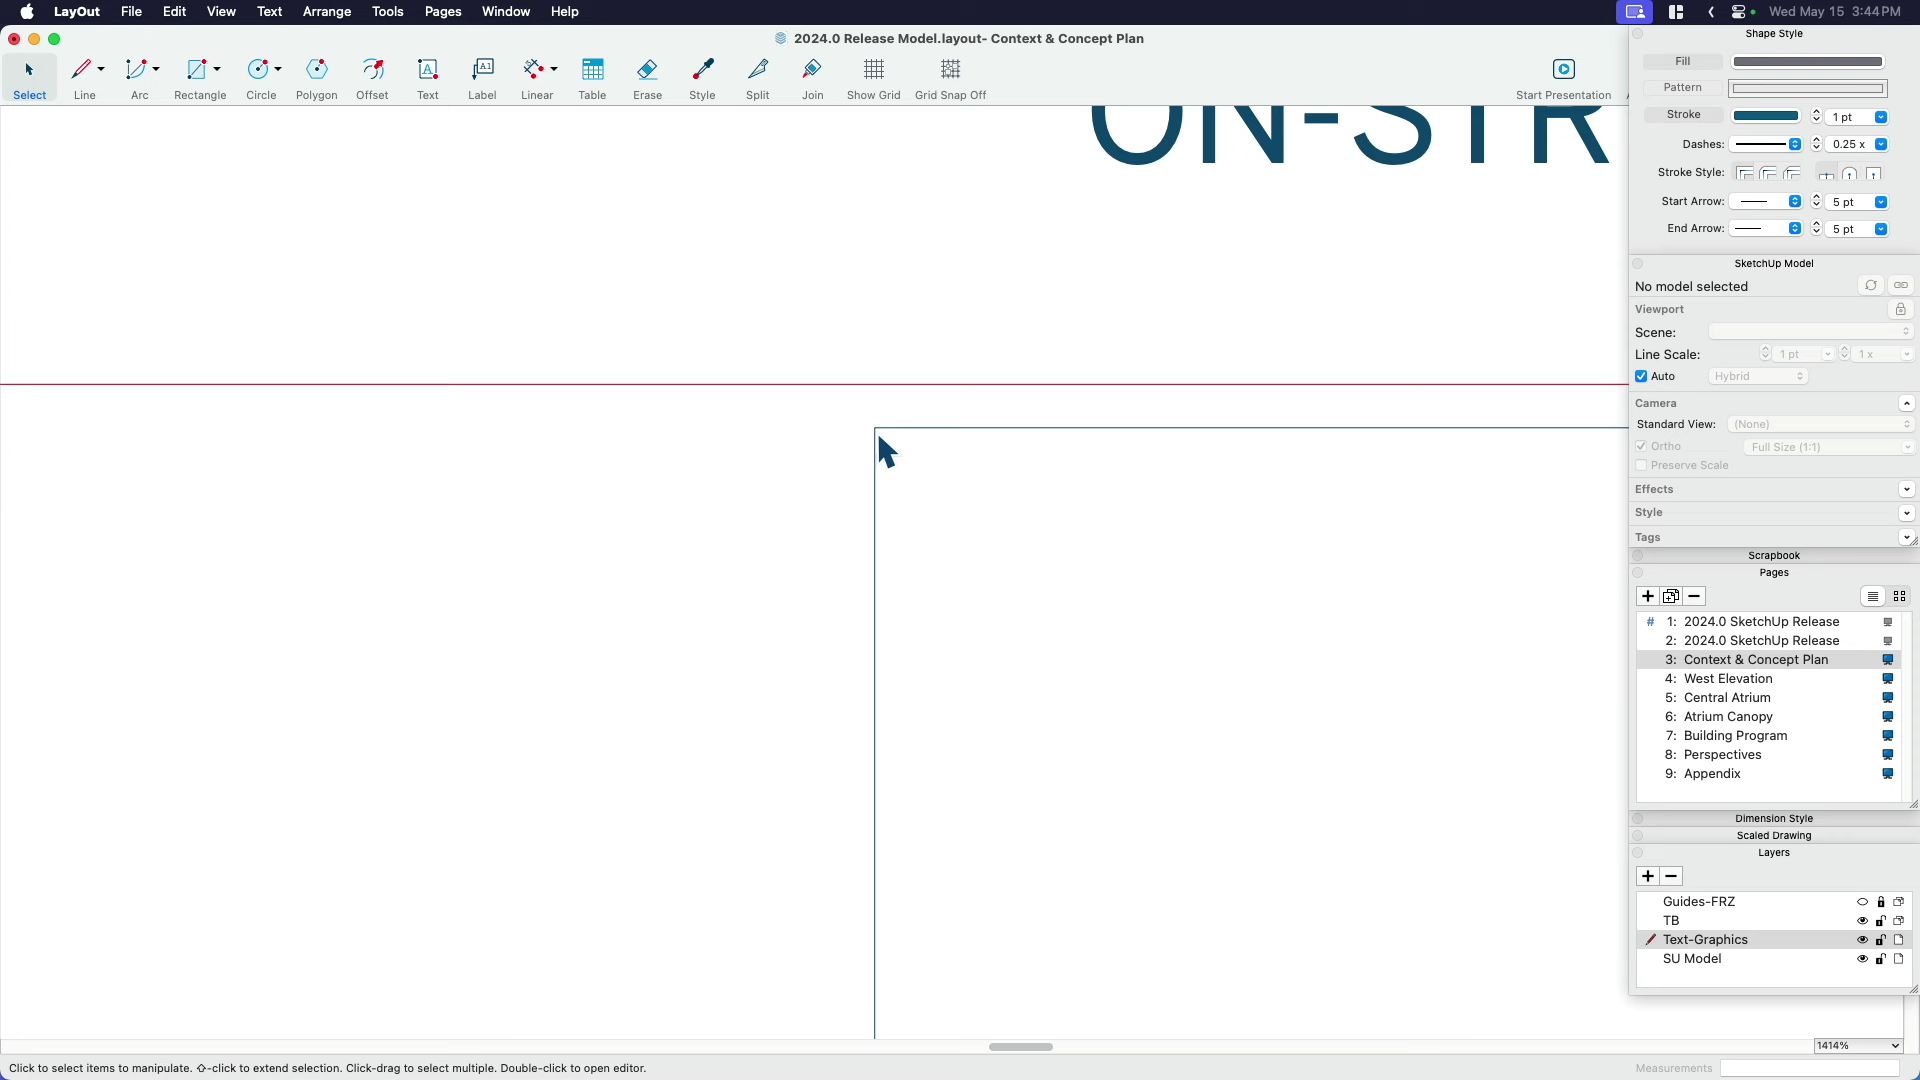 LayOut File Edit View Text Arrange Tools Pages Window Help
Wed May 15 3:44 PM
2024.0 Release Model.layout- Context & Concept Plan
Select Line Arc Rectangle Circle Polygon Offset Text Label Linear Table Erase Style Split Join Show Grid Grid Snap Off Start Presentation
ON-STR
Shape Style
Fill
Pattern
Stroke 1 pt
Dashes: 0.25 x
Stroke Style:
Start Arrow: 5 pt
End Arrow: 5 pt
SketchUp Model
No model selected
Viewport
Scene:
Line Scale: 1 pt 1 x
Auto Hybrid
Camera
Standard View: (None)
Ortho Full Size (1:1)
Preserve Scale
Effects
Style
Tags
Scrapbook
Pages
# 1: 2024.0 SketchUp Release
2: 2024.0 SketchUp Release
3: Context & Concept Plan
4: West Elevation
5: Central Atrium
6: Atrium Canopy
7: Building Program
8: Perspectives
9: Appendix
Dimension Style
Scaled Drawing
Layers
Guides-FRZ
TB
Text-Graphics
SU Model
1414%
Click to select items to manipulate. ⇧-click to extend selection. Click-drag to select multiple. Double-click to open editor.
Measurements